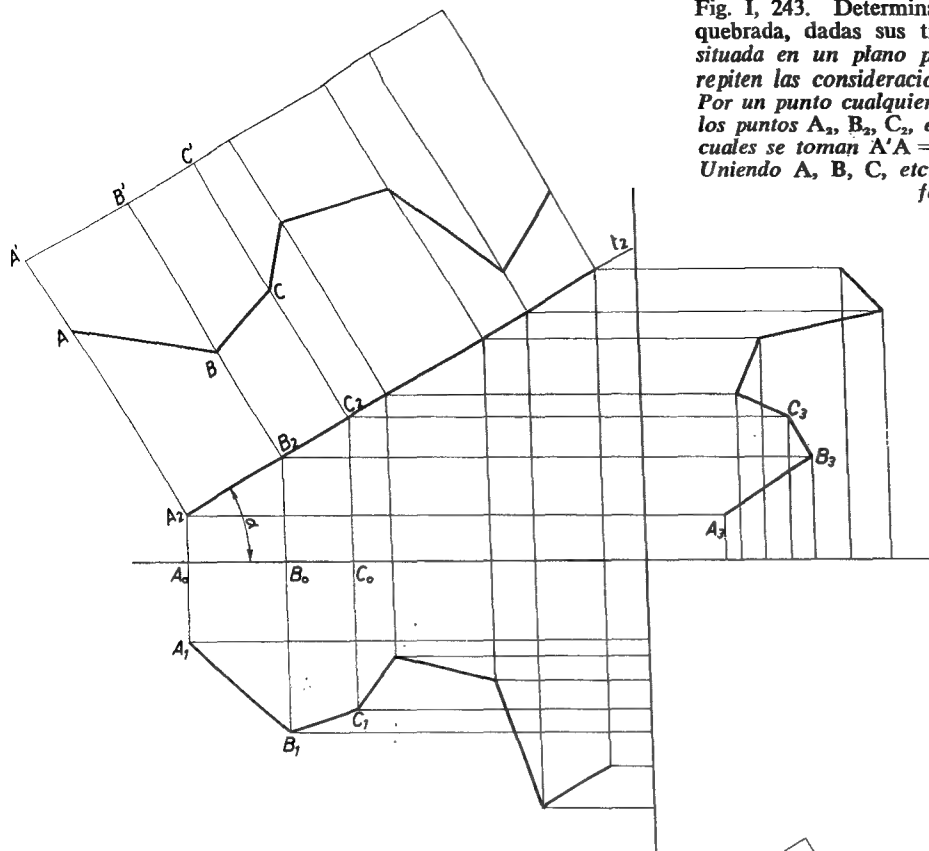 Fig. I, 243. Determina
quebrada, dadas sus t
situada en un plano p
repiten las consideracio
Por un punto cualquier
los puntos A₂, B₂, C₂, e
cuales se toman A'A =
Uniendo A, B, C, etc
f
A'
B'
C'
t₂
A
B
C
C₂
B₂
A₂
α
C₃
B₃
A₃
A₀
B₀
C₀
A₁
C₁
B₁